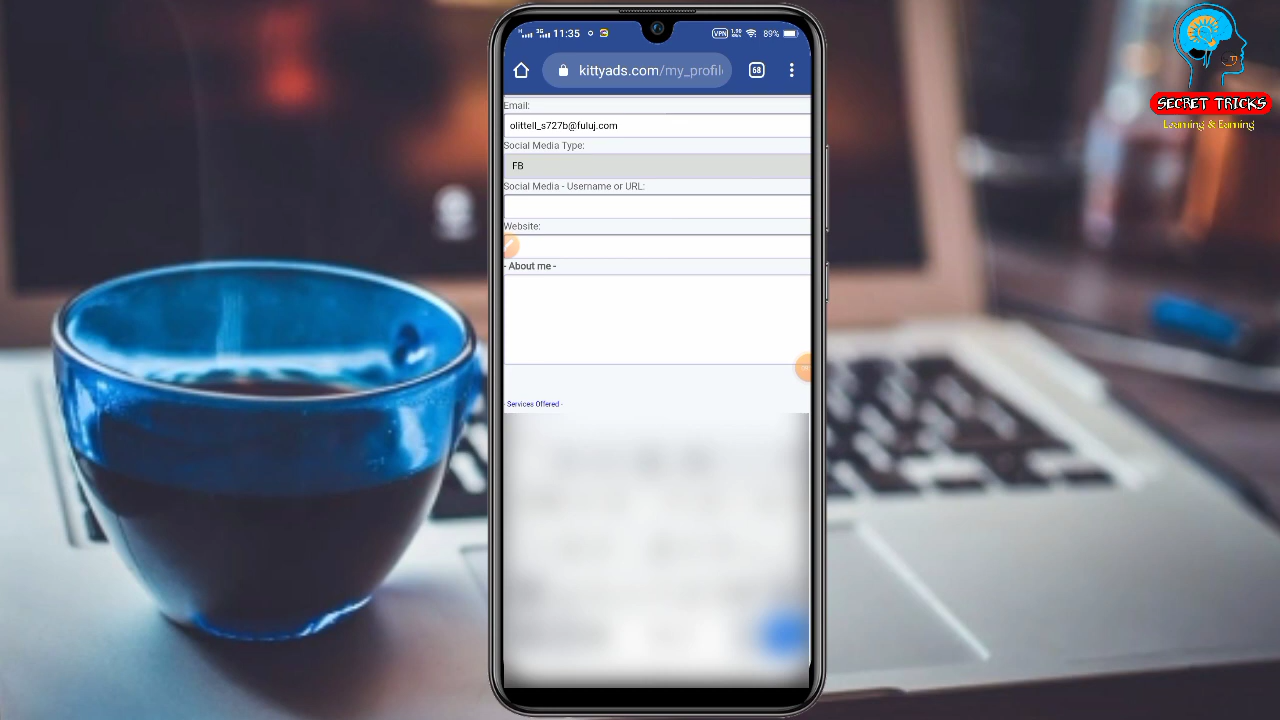 11:35
VPN
89%
kittyads.com/my_profil
68
Email:
olittell_s727b@fuluj.com
Social Media Type:
FB
Social Media - Username or URL:
Website:
- About me -
- Services Offered -
SECRET TRICKS
Learning & Earning